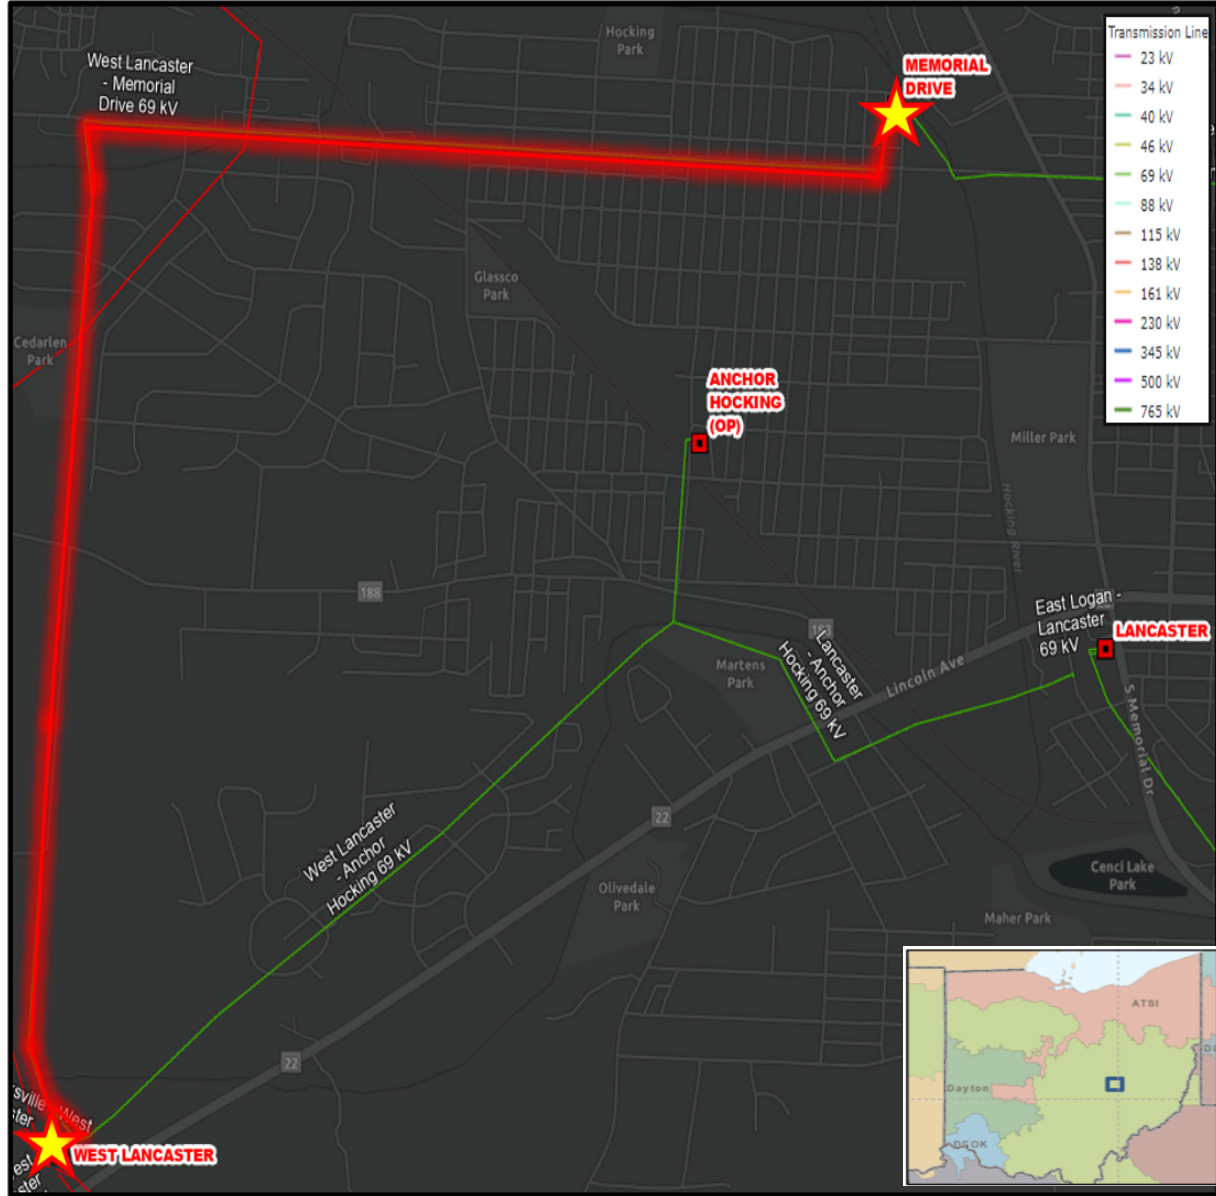 Hocking
Park
West Lancaster
- Memorial
Drive 69 kV
MEMORIAL
DRIVE
Transmission Line
23 kV
34 kV
40 kV
46 kV
69 kV
88 kV
115 kV
138 kV
161 kV
230 kV
345 kV
500 kV
765 kV
Glassco
Park
Cedarlen
Park
ANCHOR
HOCKING
(OP)
Miller Park
Hocking River
188
East Logan -
Lancaster
69 kV
LANCASTER
Lancaster
- Anchor
Hocking 69 kV
Martens
Park
Lincoln Ave
S Memorial Dr
22
West Lancaster
- Anchor
Hocking 69 kV
Olivedale
Park
Cenci Lake
Park
Maher Park
22
West
WEST LANCASTER
ATSI
Dayton
DEOK